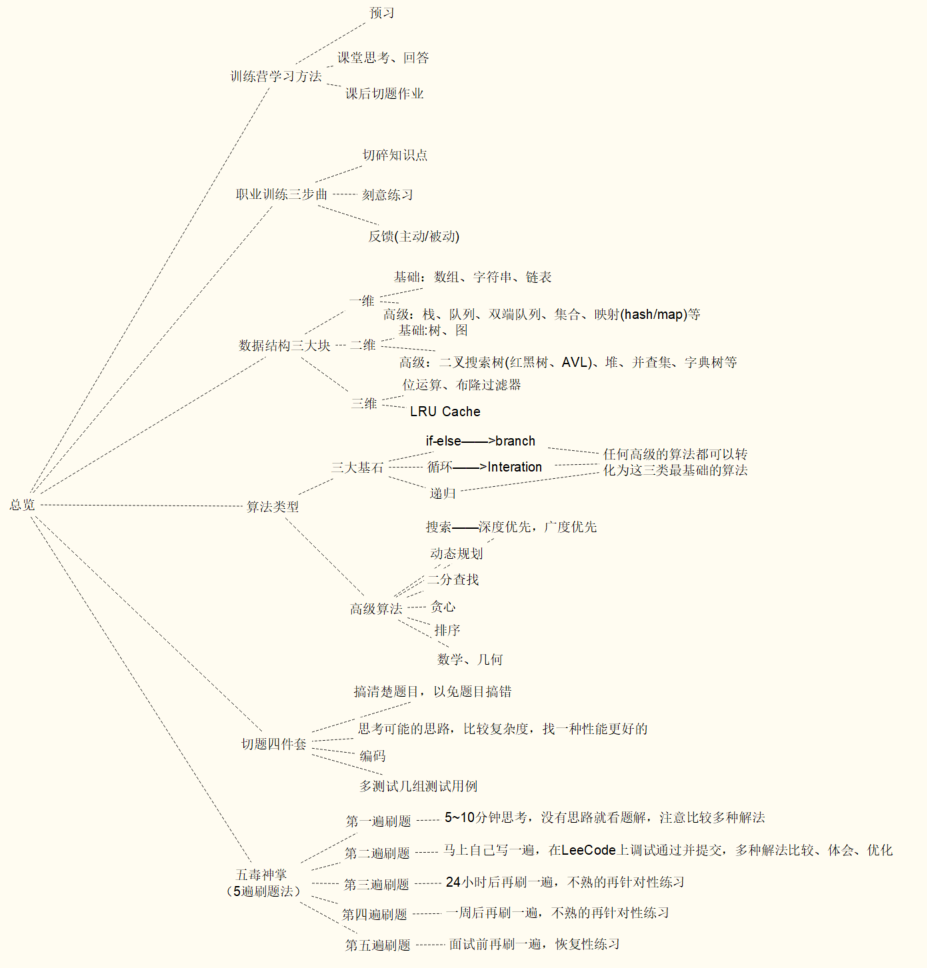 总览
训练营学习方法
预习
课堂思考、回答
课后切题作业
职业训练三步曲
切碎知识点
刻意练习
反馈(主动/被动)
数据结构三大块
一维
基础：数组、字符串、链表
高级：栈、队列、双端队列、集合、映射(hash/map)等
二维
基础:树、图
高级：二叉搜索树(红黑树、AVL)、堆、并查集、字典树等
三维
位运算、布隆过滤器
LRU Cache
算法类型
三大基石
if-else——>branch
循环——>Interation
递归
任何高级的算法都可以转
化为这三类最基础的算法
高级算法
搜索——深度优先，广度优先
动态规划
二分查找
贪心
排序
数学、几何
切题四件套
搞清楚题目，以免题目搞错
思考可能的思路，比较复杂度，找一种性能更好的
编码
多测试几组测试用例
五毒神掌
（5遍刷题法）
第一遍刷题
5~10分钟思考，没有思路就看题解，注意比较多种解法
第二遍刷题
马上自己写一遍，在LeeCode上调试通过并提交，多种解法比较、体会、优化
第三遍刷题
24小时后再刷一遍，不熟的再针对性练习
第四遍刷题
一周后再刷一遍，不熟的再针对性练习
第五遍刷题
面试前再刷一遍，恢复性练习